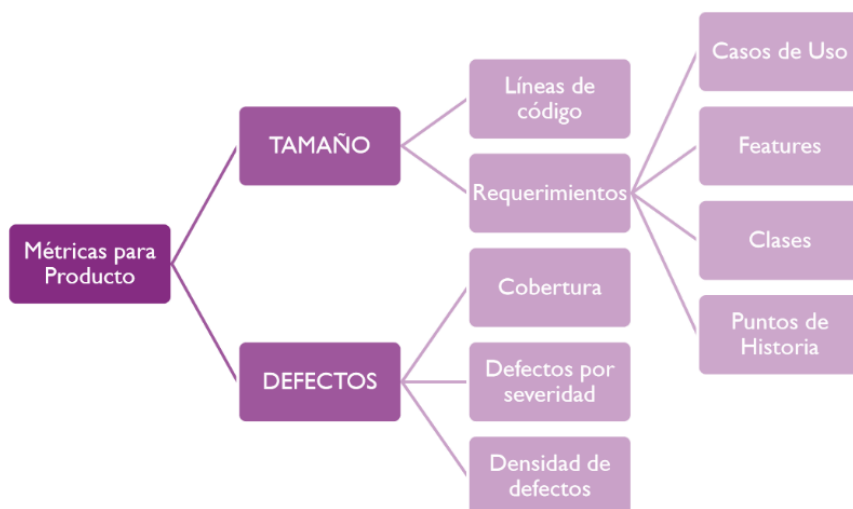 Métricas para
Producto
TAMAÑO
Líneas de
código
Requerimientos
Casos de Uso
Features
Clases
Puntos de
Historia
DEFECTOS
Cobertura
Defectos por
severidad
Densidad de
defectos